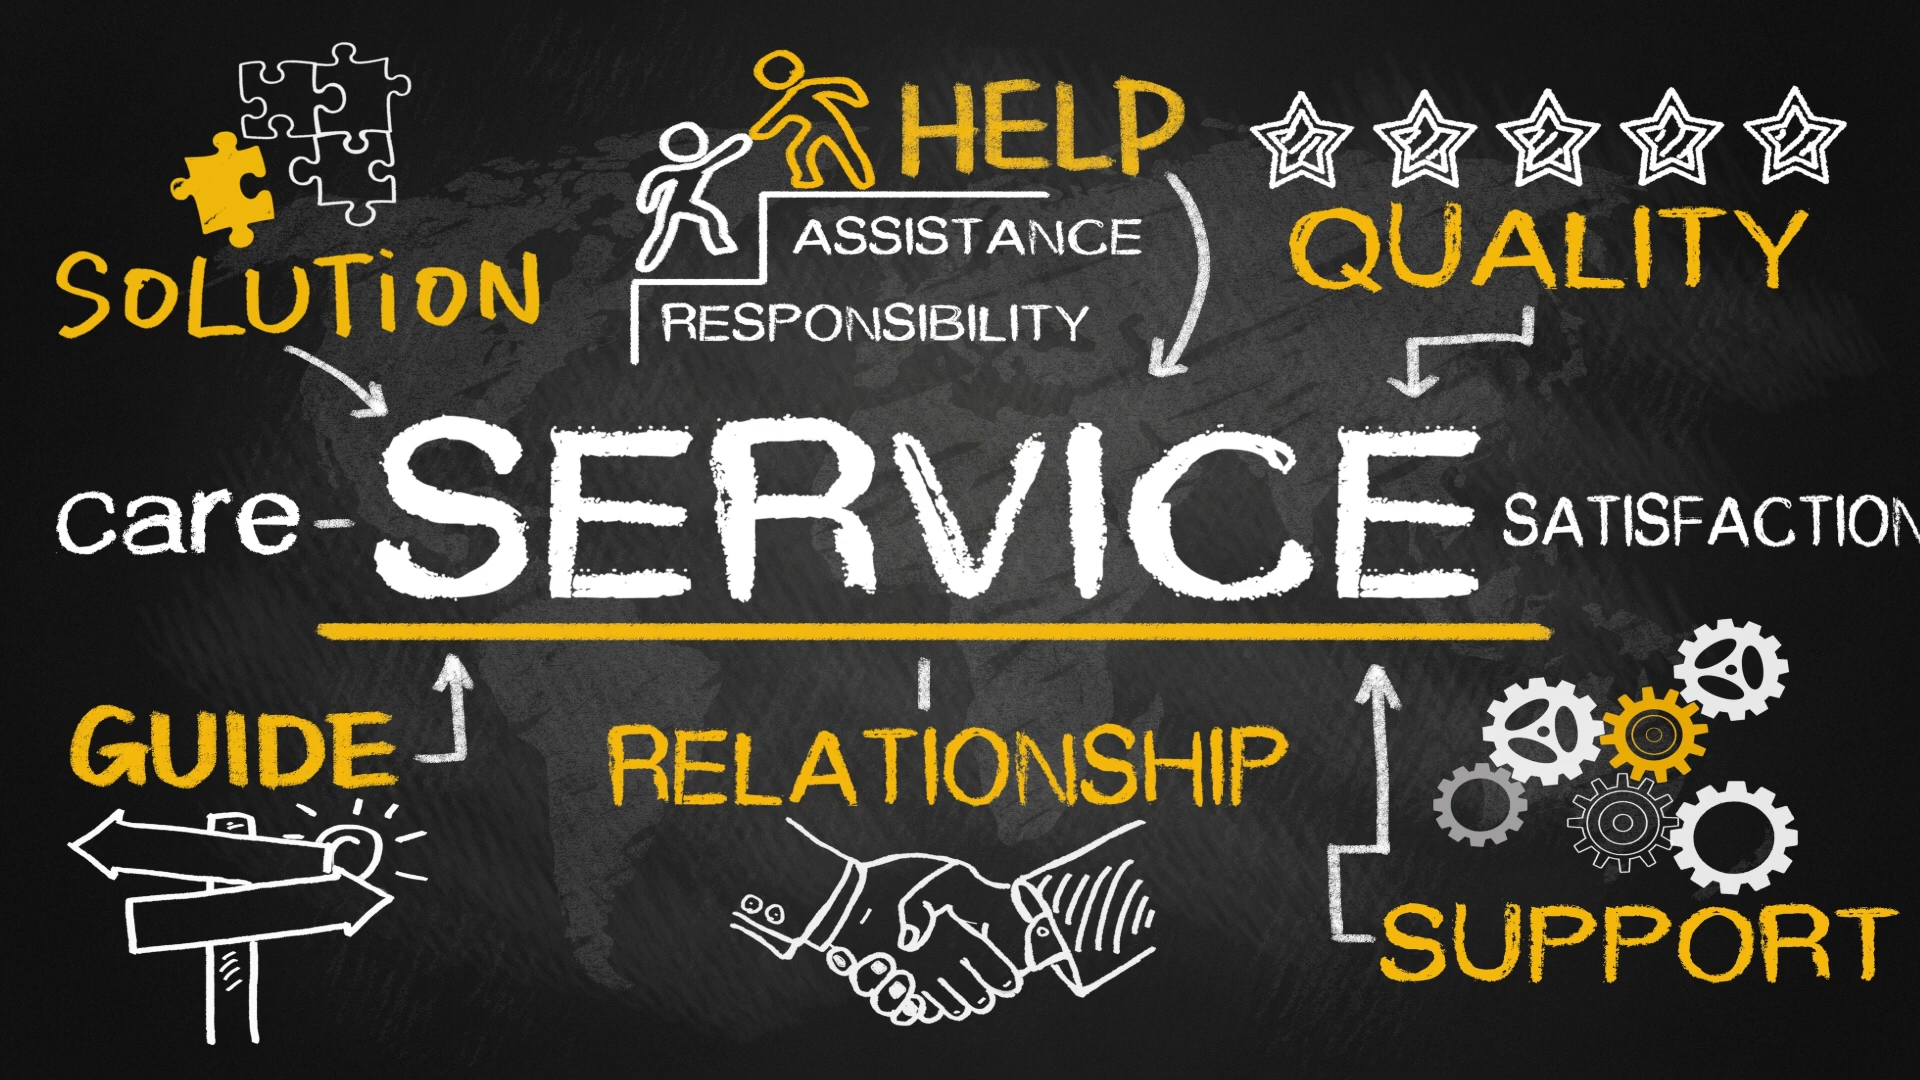 HELP
QUALITY
SOLUTION
ASSISTANCE
RESPONSIBILITY
care-
SERVICE
SATISFACTION
GUIDE
RELATIONSHIP
SUPPORT